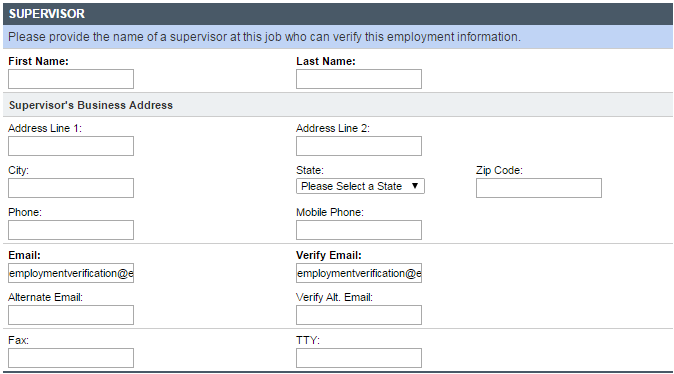 SUPERVISOR
Please provide the name of a supervisor at this job who can verify this employment information.
First Name: Last Name:
Supervisor's Business Address
Address Line 1: Address Line 2:
City: State: Zip Code:
Please Select a State
Phone: Mobile Phone:
Email: Verify Email:
employmentverification@e employmentverification@e
Alternate Email: Verify Alt. Email:
Fax: TTY: